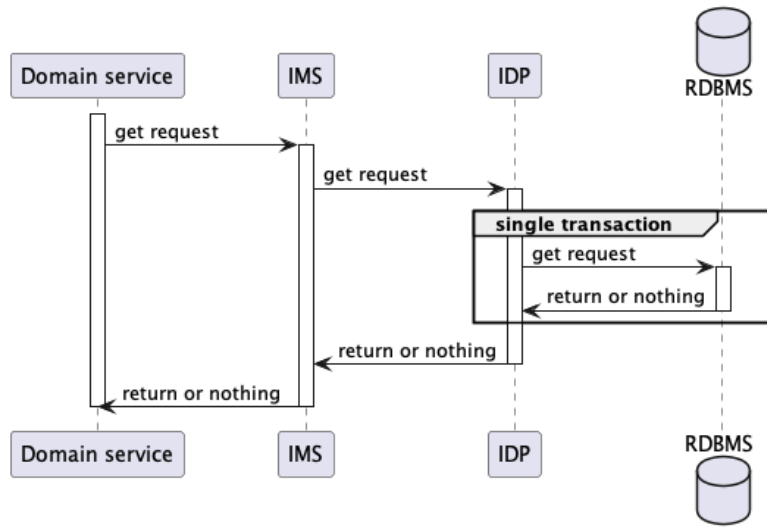 Domain service
IMS
IDP
RDBMS
get request
get request
single transaction
get request
return or nothing
return or nothing
return or nothing
Domain service
IMS
IDP
RDBMS